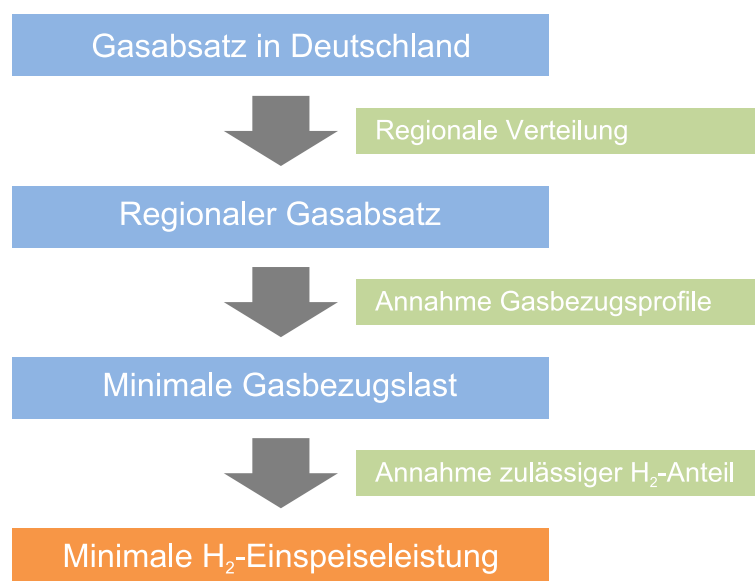 Gasabsatz in Deutschland
Regionale Verteilung
Regionaler Gasabsatz
Annahme Gasbezugsprofile
Minimale Gasbezugslast
Annahme zulässiger H₂-Anteil
Minimale H₂-Einspeiseleistung